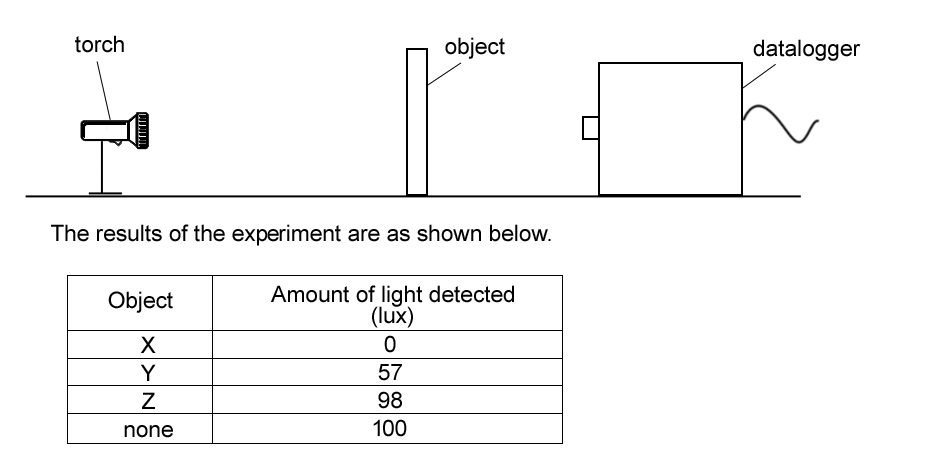 torch
object
datalogger
The results of the experiment are as shown below.
Object
Amount of light detected
(lux)
X 0
Y 57
Z 98
none 100